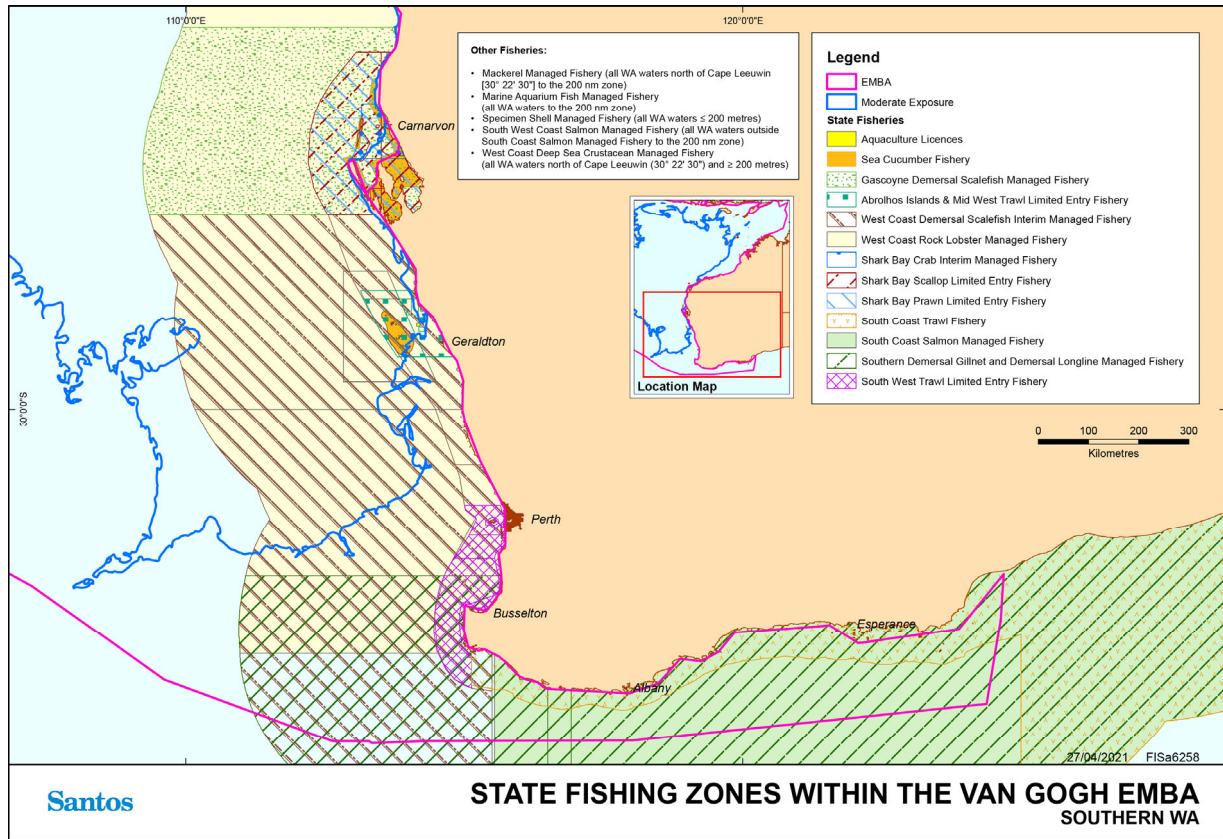 110°0'0"E
120°0'0"E
30°0'0"S
Other Fisheries:
• Mackerel Managed Fishery (all WA waters north of Cape Leeuwin
[30° 22' 30"] to the 200 nm zone)
• Marine Aquarium Fish Managed Fishery
(all WA waters to the 200 nm zone)
• Specimen Shell Managed Fishery (all WA waters ≤ 200 metres)
• South West Coast Salmon Managed Fishery (all WA waters outside
South Coast Salmon Managed Fishery to the 200 nm zone)
• West Coast Deep Sea Crustacean Managed Fishery
(all WA waters north of Cape Leeuwin (30° 22' 30") and ≥ 200 metres)
Legend
EMBA
Moderate Exposure
State Fisheries
Aquaculture Licences
Sea Cucumber Fishery
Gascoyne Demersal Scalefish Managed Fishery
Abrolhos Islands & Mid West Trawl Limited Entry Fishery
West Coast Demersal Scalefish Interim Managed Fishery
West Coast Rock Lobster Managed Fishery
Shark Bay Crab Interim Managed Fishery
Shark Bay Scallop Limited Entry Fishery
Shark Bay Prawn Limited Entry Fishery
South Coast Trawl Fishery
South Coast Salmon Managed Fishery
Southern Demersal Gillnet and Demersal Longline Managed Fishery
South West Trawl Limited Entry Fishery
Carnarvon
Geraldton
Location Map
0 100 200 300
Kilometres
Perth
Busselton
Esperance
Albany
27/04/2021 FISa6258
Santos
STATE FISHING ZONES WITHIN THE VAN GOGH EMBA
SOUTHERN WA